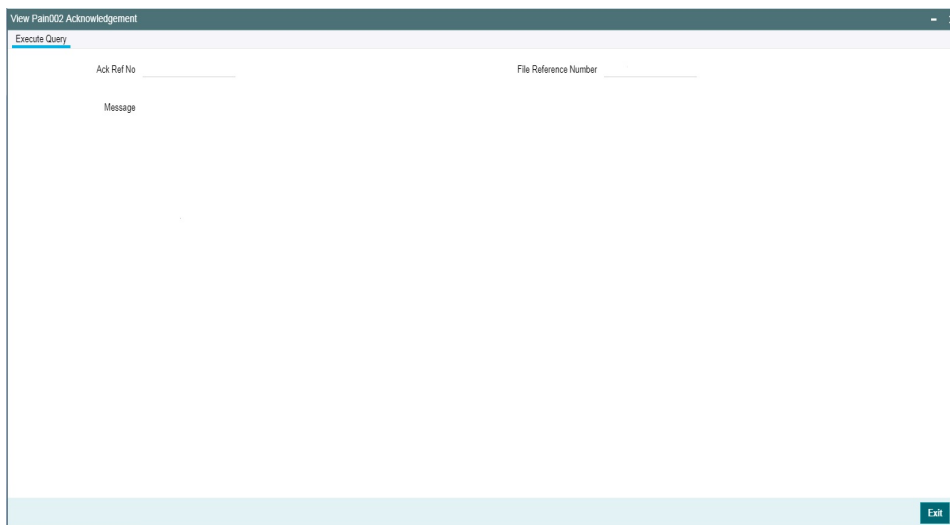 View Pain002 Acknowledgement
Execute Query
Ack Ref No
File Reference Number
Message
Exit